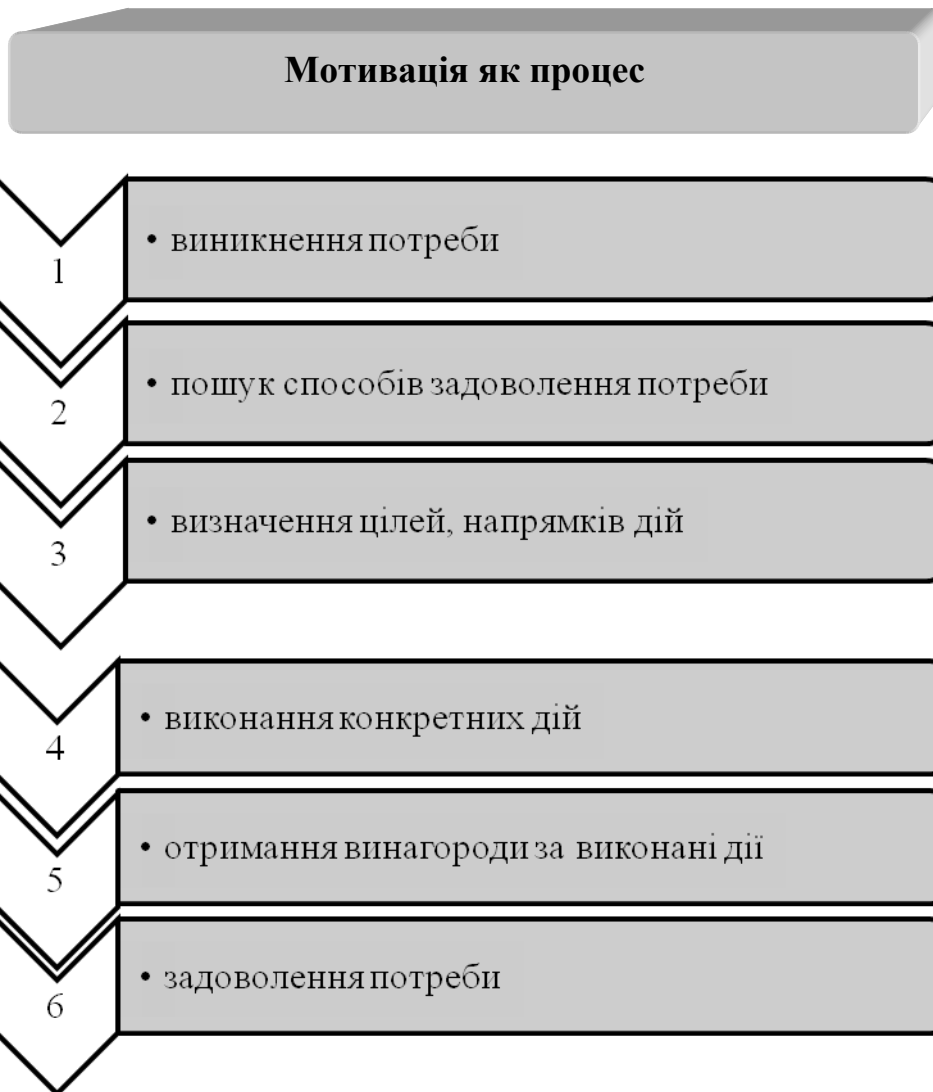 Мотивація як процес
1
• виникнення потреби
2
• пошук способів задоволення потреби
3
• визначення цілей, напрямків дій
4
• виконання конкретних дій
5
• отримання винагороди за виконані дії
6
• задоволення потреби